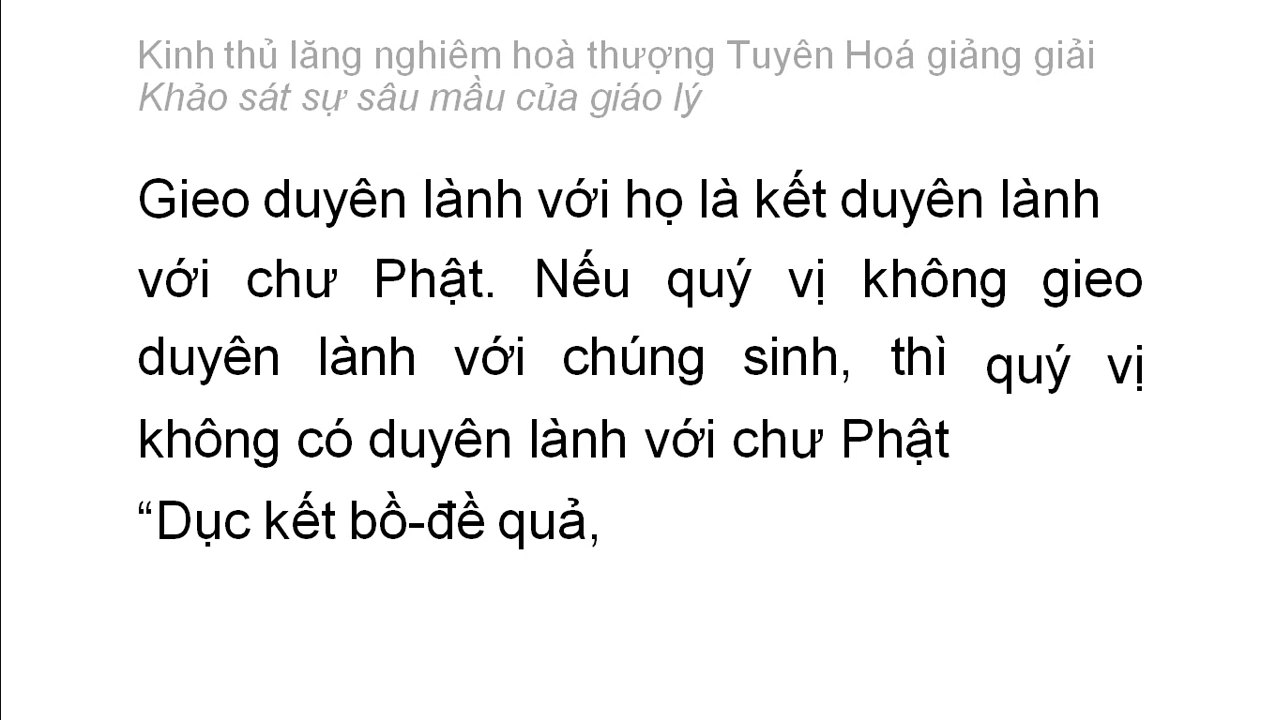 Kinh thủ lăng nghiêm hoà thượng Tuyên Hoá giảng giải
Khảo sát sự sâu mầu của giáo lý
Gieo duyên lành với họ là kết duyên lành
với chư Phật. Nếu quý vị không gieo
duyên lành với chúng sinh, thì quý vị
không có duyên lành với chư Phật
“Dục kết bồ-đề quả,